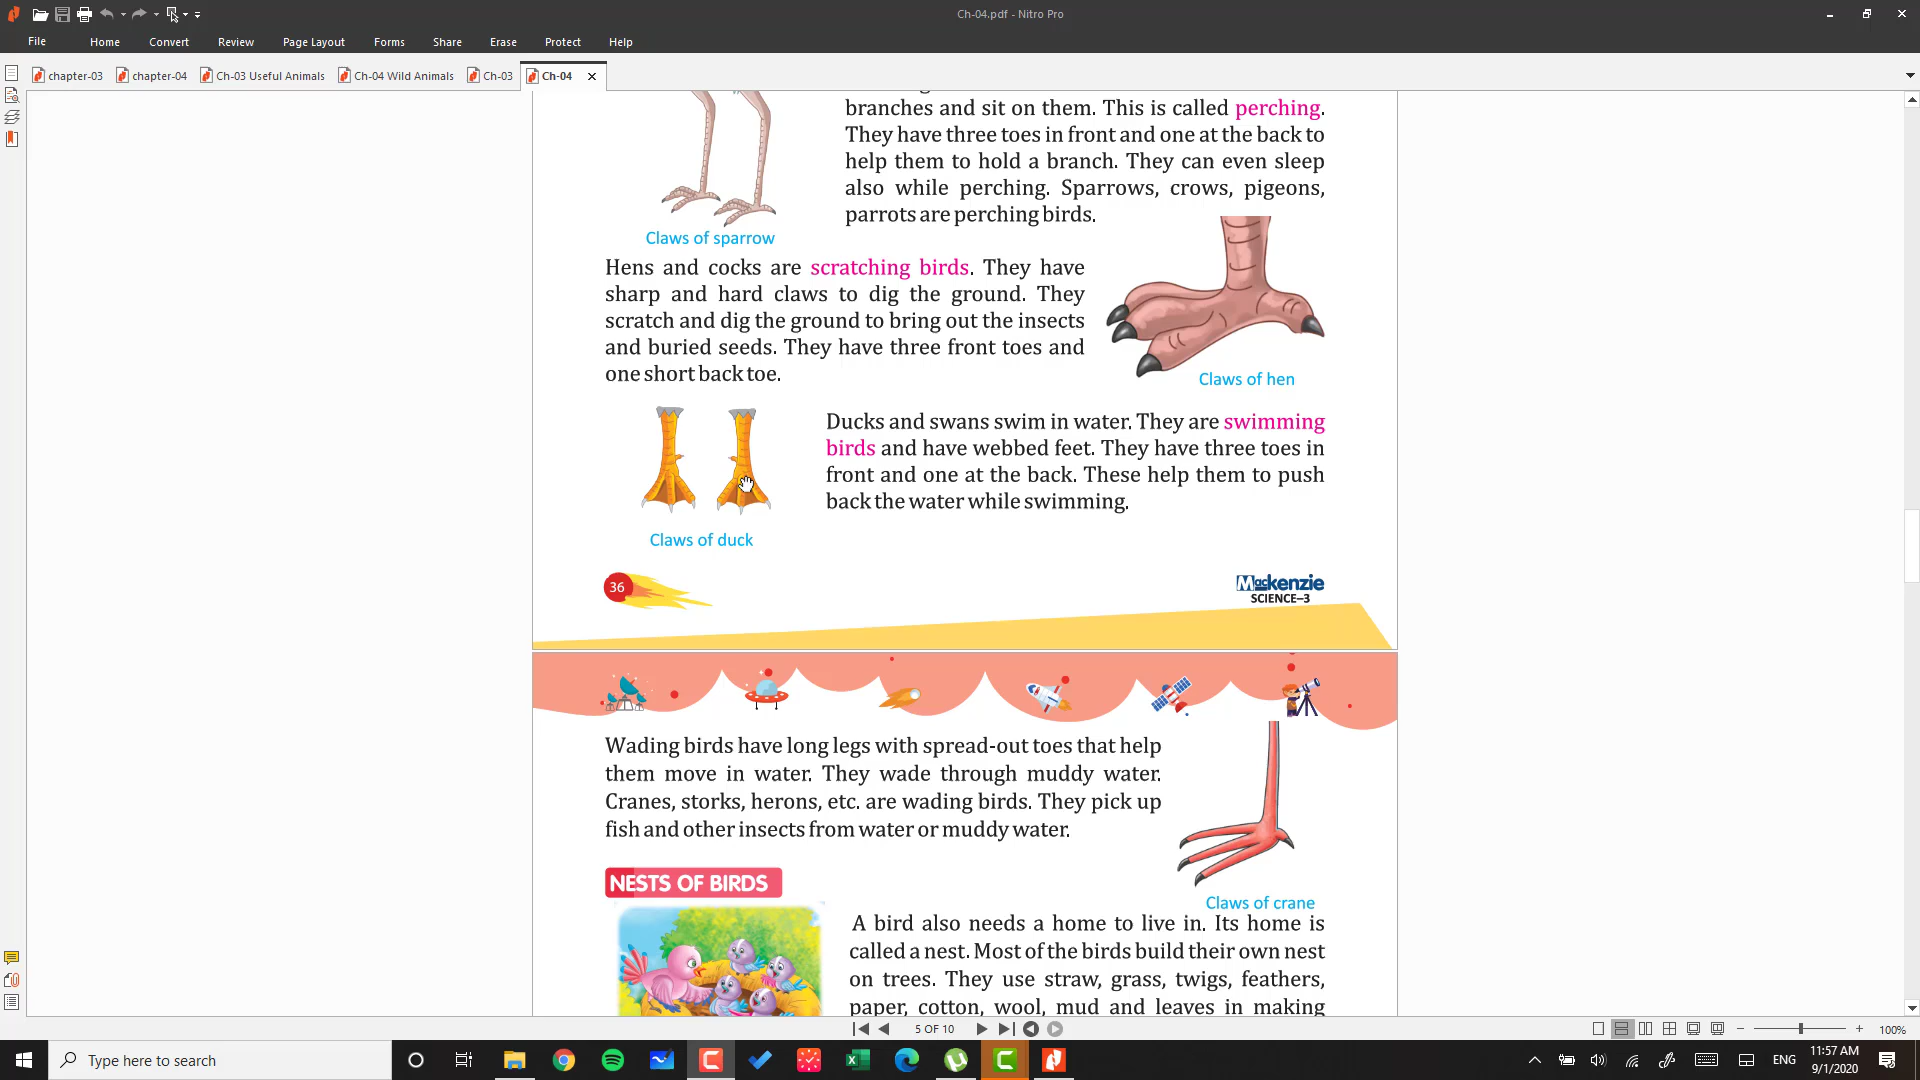 Ch-04.pdf - Nitro Pro
File Home Convert Review Page Layout Forms Share Erase Protect Help
chapter-03 chapter-04 Ch-03 Useful Animals Ch-04 Wild Animals Ch-03 Ch-04
branches and sit on them. This is called perching.
They have three toes in front and one at the back to
help them to hold a branch. They can even sleep
also while perching. Sparrows, crows, pigeons,
parrots are perching birds.
Claws of sparrow
Hens and cocks are scratching birds. They have
sharp and hard claws to dig the ground. They
scratch and dig the ground to bring out the insects
and buried seeds. They have three front toes and
one short back toe.
Claws of hen
Ducks and swans swim in water. They are swimming
birds and have webbed feet. They have three toes in
front and one at the back. These help them to push
back the water while swimming.
Claws of duck
36
Mackenzie
SCIENCE–3
Wading birds have long legs with spread-out toes that help
them move in water. They wade through muddy water.
Cranes, storks, herons, etc. are wading birds. They pick up
fish and other insects from water or muddy water.
Claws of crane
NESTS OF BIRDS
A bird also needs a home to live in. Its home is
called a nest. Most of the birds build their own nest
on trees. They use straw, grass, twigs, feathers,
paper, cotton, wool, mud and leaves in making
5 OF 10
100%
Type here to search
ENG
11:57 AM
9/1/2020